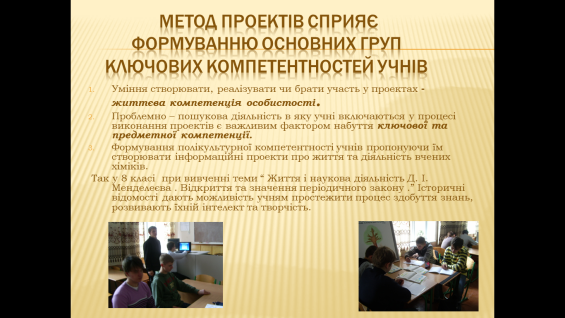 МЕТОД ПРОЕКТІВ СПРИЯЄ
ФОРМУВАННЮ ОСНОВНИХ ГРУП
КЛЮЧОВИХ КОМПЕТЕНТНОСТЕЙ УЧНІВ
1. Уміння створювати, реалізувати чи брати участь у проектах -
життєва компетенція особистості.
2. Проблемно – пошукова діяльність в яку учні включаються у процесі
виконання проектів є важливим фактором набуття ключової та
предметної компетенції.
3. Формування полікультурної компетентності учнів пропонуючи їм
створювати інформаційні проекти про життя та діяльність вчених
хіміків.
Так у 8 класі при вивченні теми “ Життя і наукова діяльність Д. І.
Менделєєва . Відкриття та значення періодичного закону .” Історичні
відомості дають можливість учням простежити процес здобуття знань,
розвивають їхній інтелект та творчість.